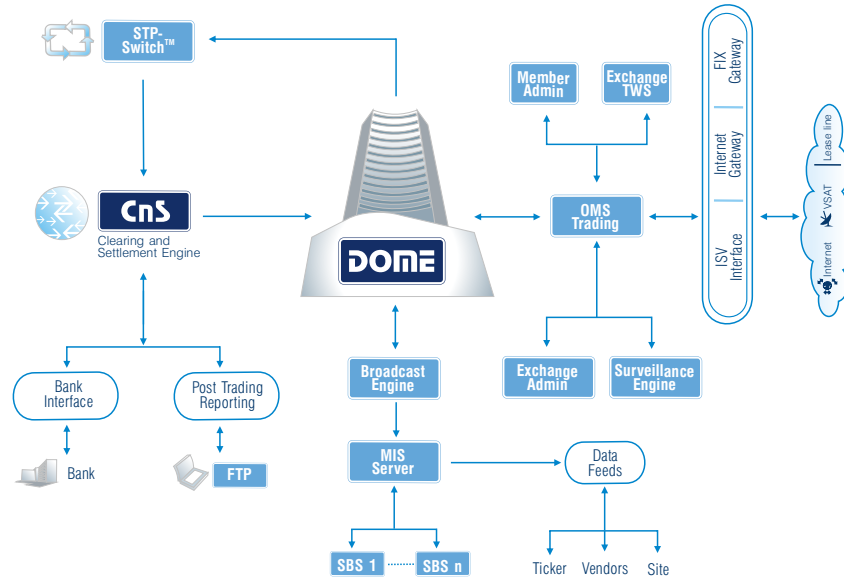 STP-
Switch™
Member
Admin
Exchange
TWS
FIX
Gateway
Internet
Gateway
ISV
Interface
Lease line
VSAT
Internet
CnS
Clearing and
Settlement Engine
DOME
OMS
Trading
Bank
Interface
Post Trading
Reporting
Broadcast
Engine
Exchange
Admin
Surveillance
Engine
Bank
FTP
MIS
Server
Data
Feeds
SBS 1
SBS n
Ticker
Vendors
Site